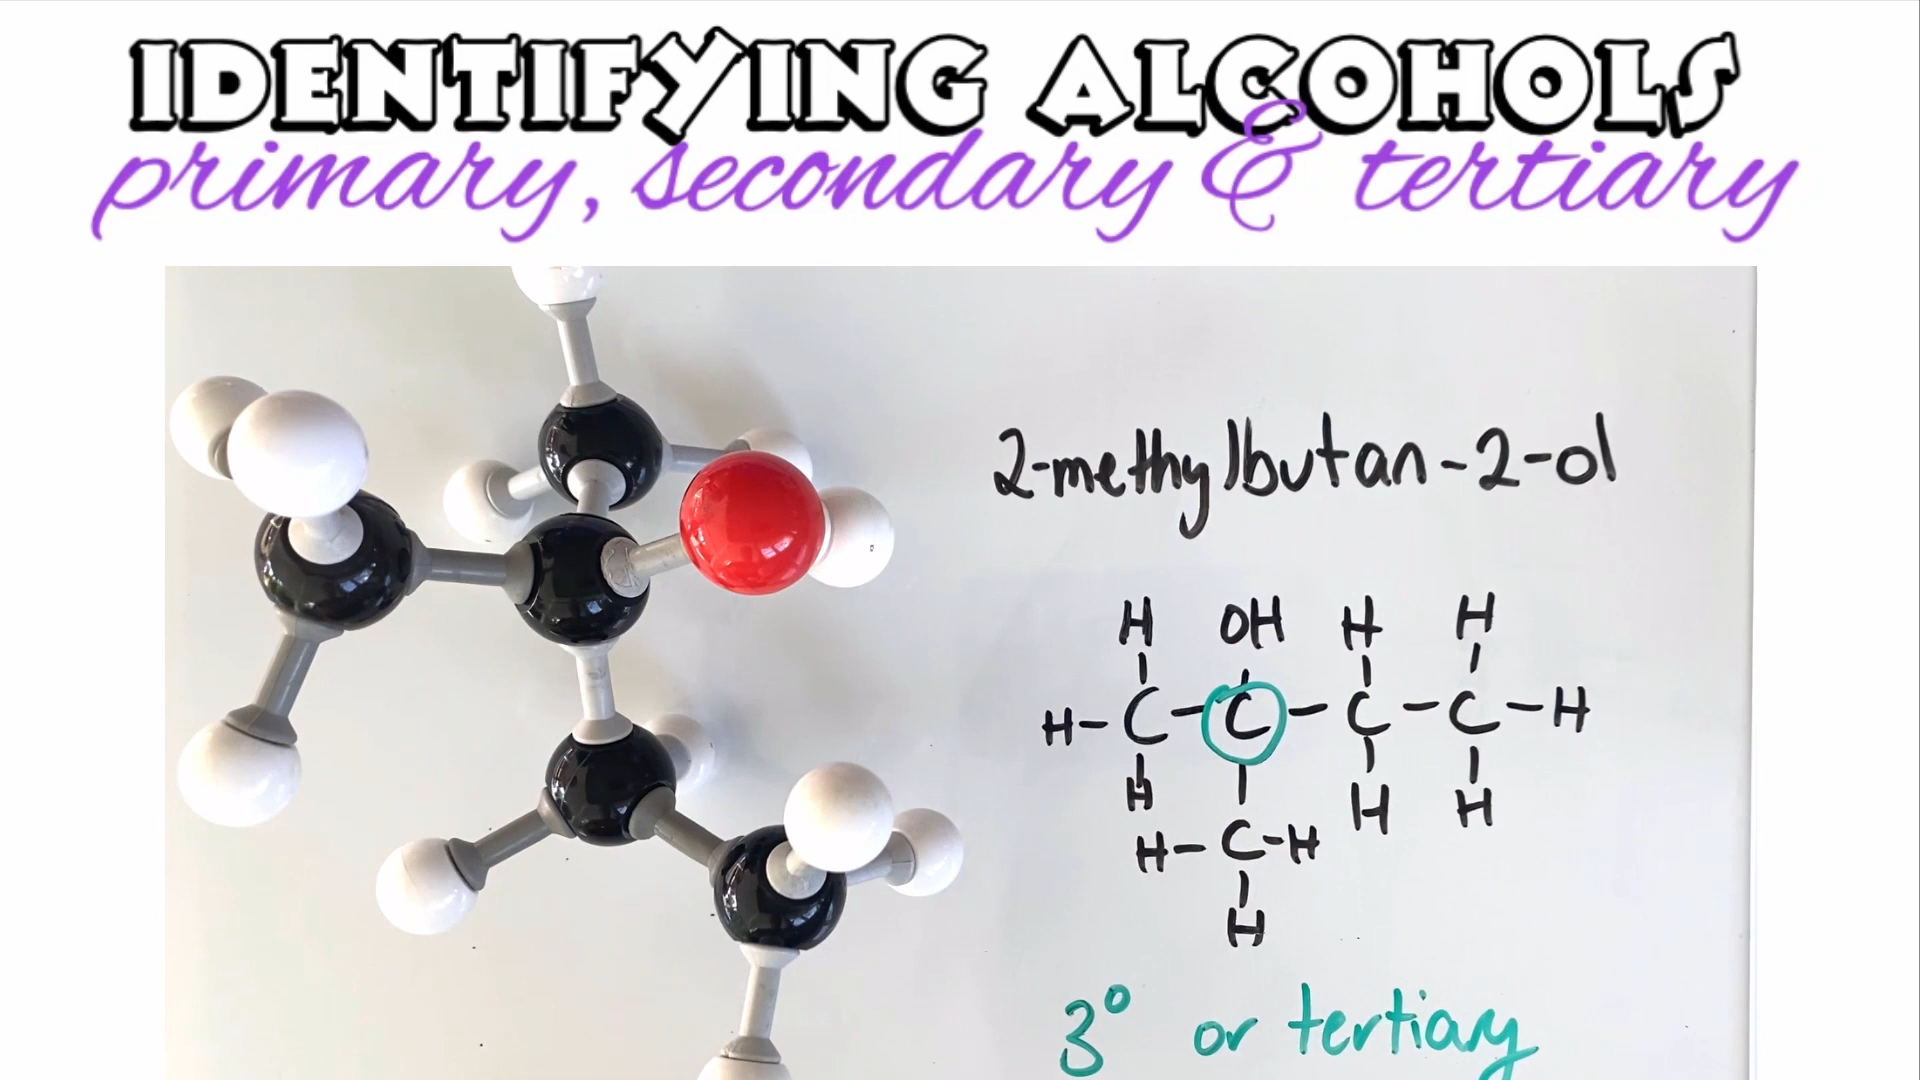 IDENTIFYING ALCOHOLS
primary, secondary & tertiary
2-methylbutan-2-ol
H OH H H
H-C-C-C-C-H
H H H
H-C-H
H
3° or tertiary